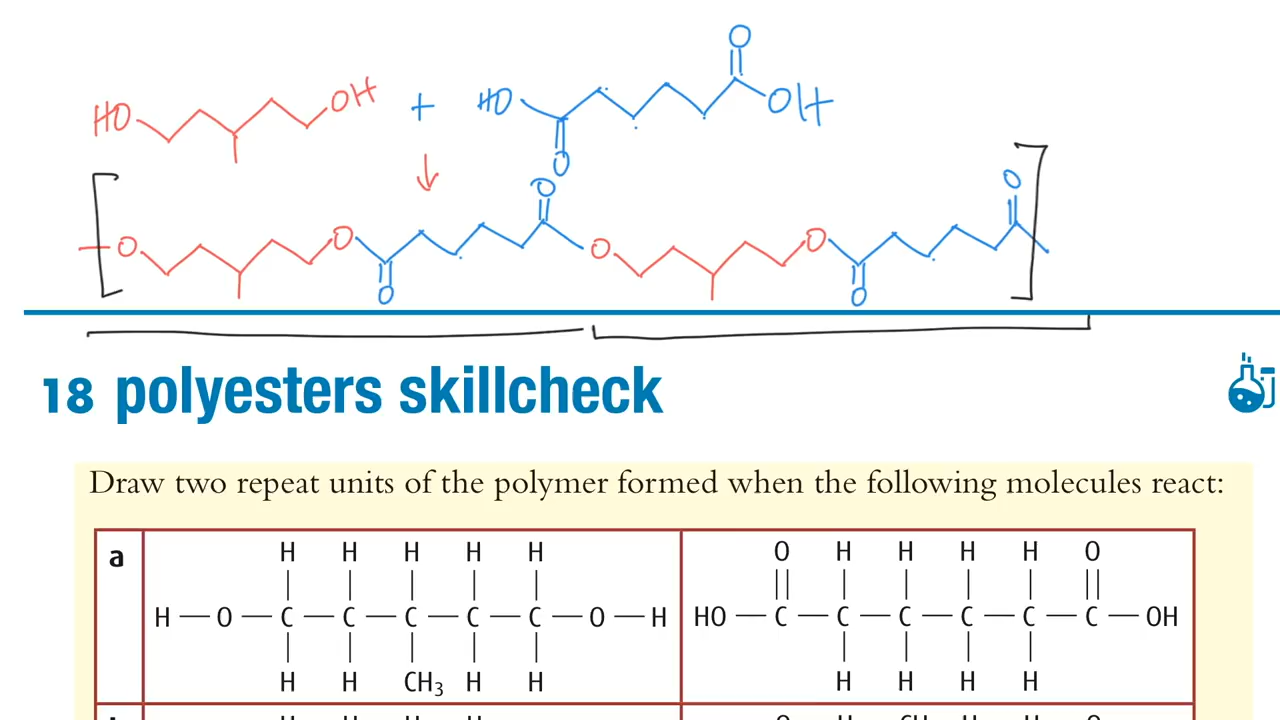 HO OH + HO O O OH
O O O O O O O O
18 polyesters skillcheck
Draw two repeat units of the polymer formed when the following molecules react:
a
H H H H H
H — O — C — C — C — C — C — O — H
H H CH₃ H H
O H H H H O
HO — C — C — C — C — C — C — OH
H H H H